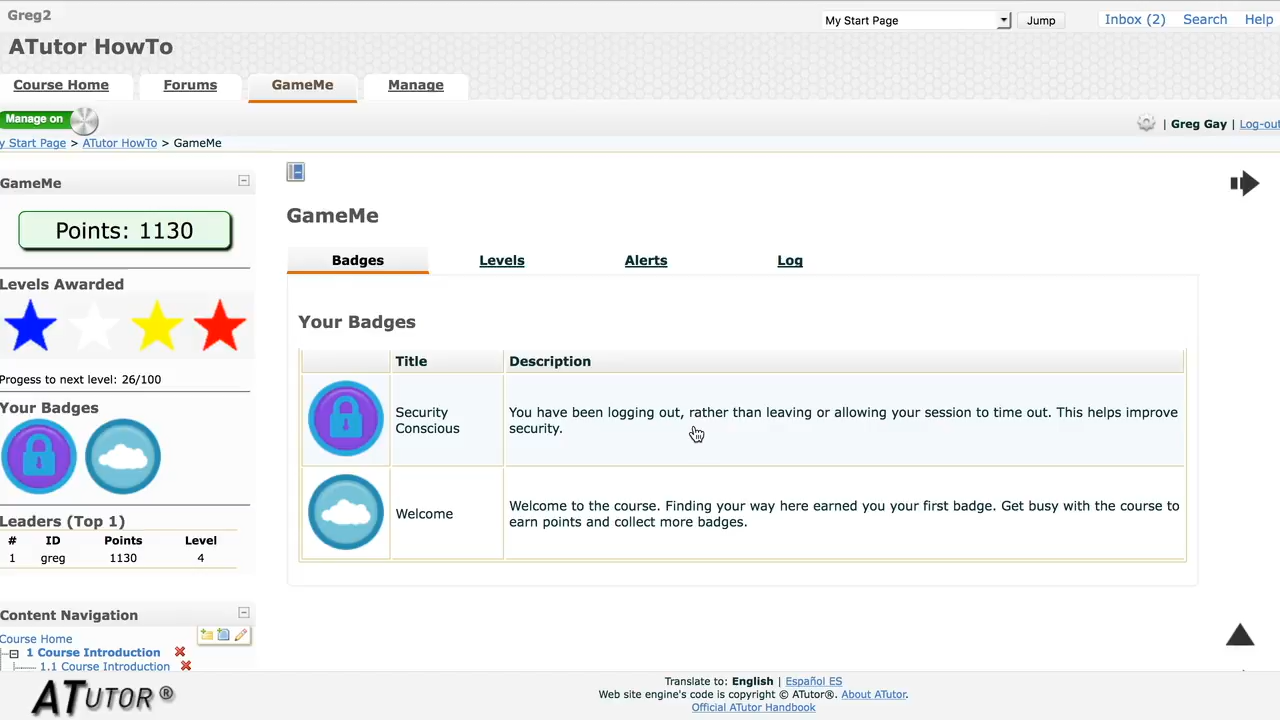 Greg2
My Start Page
Jump
Inbox (2) Search Help
ATutor HowTo
Course Home Forums GameMe Manage
Manage on
| Greg Gay | Log-out
y Start Page > ATutor HowTo > GameMe
GameMe
Points: 1130
Levels Awarded
Progess to next level: 26/100
Your Badges
Leaders (Top 1)
# ID Points Level
1 greg 1130 4
Content Navigation
Course Home
1 Course Introduction
1.1 Course Introduction
GameMe
Badges Levels Alerts Log
Your Badges
Title Description
Security
Conscious
You have been logging out, rather than leaving or allowing your session to time out. This helps improve
security.
Welcome
Welcome to the course. Finding your way here earned you your first badge. Get busy with the course to
earn points and collect more badges.
ATUTOR ®
Translate to: English | Español ES
Web site engine's code is copyright © ATutor®. About ATutor.
Official ATutor Handbook